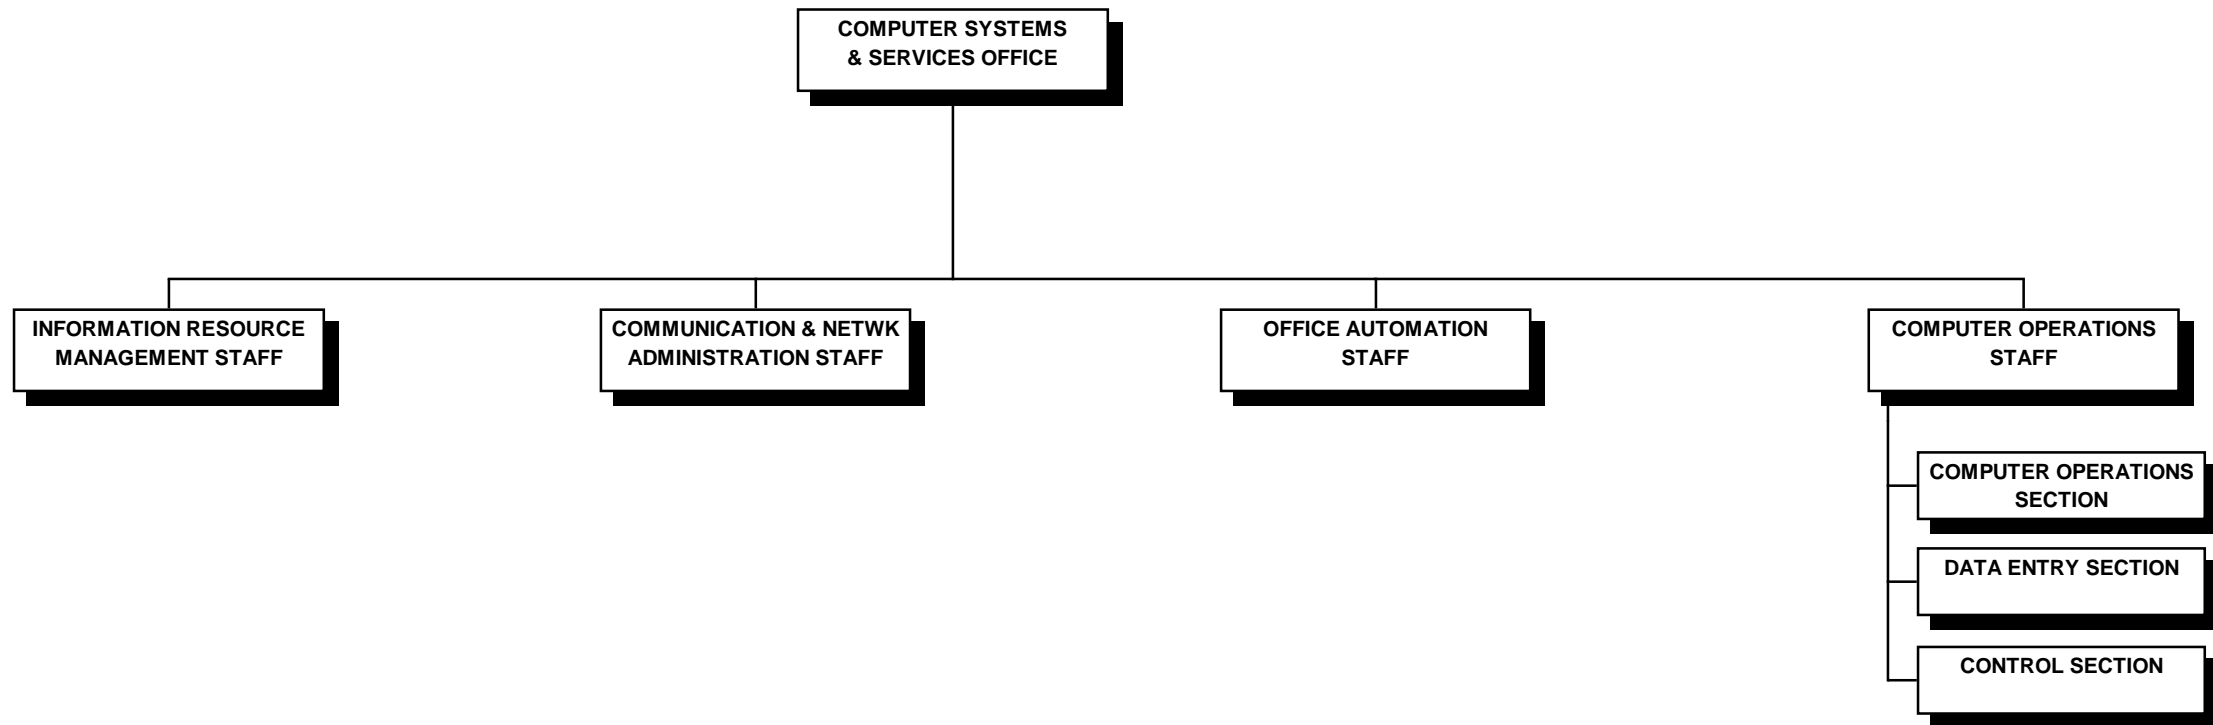 COMPUTER SYSTEMS
& SERVICES OFFICE
INFORMATION RESOURCE
MANAGEMENT STAFF
COMMUNICATION & NETWK
ADMINISTRATION STAFF
OFFICE AUTOMATION
STAFF
COMPUTER OPERATIONS
STAFF
COMPUTER OPERATIONS
SECTION
DATA ENTRY SECTION
CONTROL SECTION